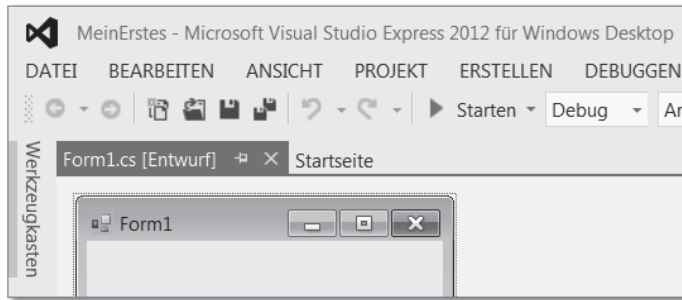 MeinErstes - Microsoft Visual Studio Express 2012 für Windows Desktop
DATEI BEARBEITEN ANSICHT PROJEKT ERSTELLEN DEBUGGEN
Starten Debug Ar
Werkzeugkasten
Form1.cs [Entwurf] Startseite
Form1